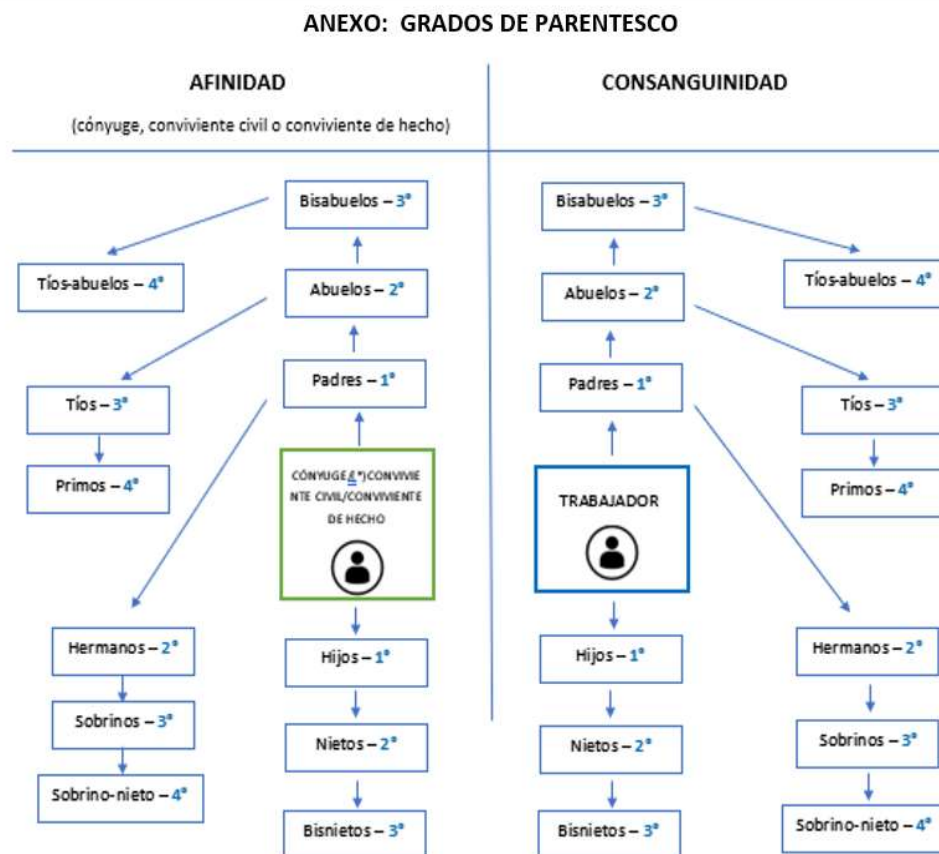 ANEXO: GRADOS DE PARENTESCO
AFINIDAD
(cónyuge, conviviente civil o conviviente de hecho)
Bisabuelos – 3°
Tíos-abuelos – 4°
Abuelos – 2°
Padres – 1°
Tíos – 3°
Primos – 4°
CÓNYUGE(*)CONVIVIE
NTE CIVIL/CONVIVIENTE
DE HECHO
Hermanos – 2°
Hijos – 1°
Sobrinos – 3°
Nietos – 2°
Sobrino-nieto – 4°
Bisnietos – 3°
CONSANGUINIDAD
Bisabuelos – 3°
Tíos-abuelos – 4°
Abuelos – 2°
Padres – 1°
Tíos – 3°
Primos – 4°
TRABAJADOR
Hijos – 1°
Hermanos – 2°
Nietos – 2°
Sobrinos – 3°
Bisnietos – 3°
Sobrino-nieto – 4°